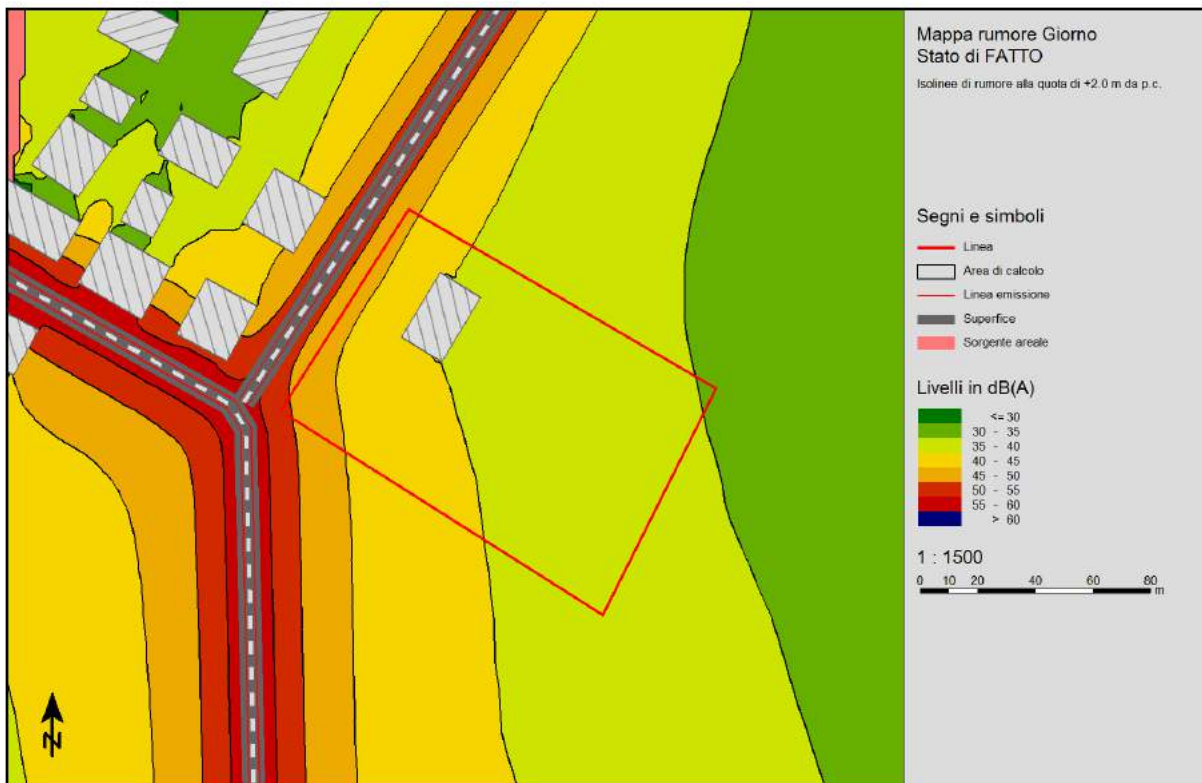 Mappa rumore Giorno
Stato di FATTO
Isolinee di rumore alla quota di +2.0 m da p.c.
Segni e simboli
Linea
Area di calcolo
Linea emissione
Superfice
Sorgente areale
Livelli in dB(A)
<= 30
30 - 35
35 - 40
40 - 45
45 - 50
50 - 55
55 - 60
> 60
1 : 1500
0 10 20 40 60 80
m
N